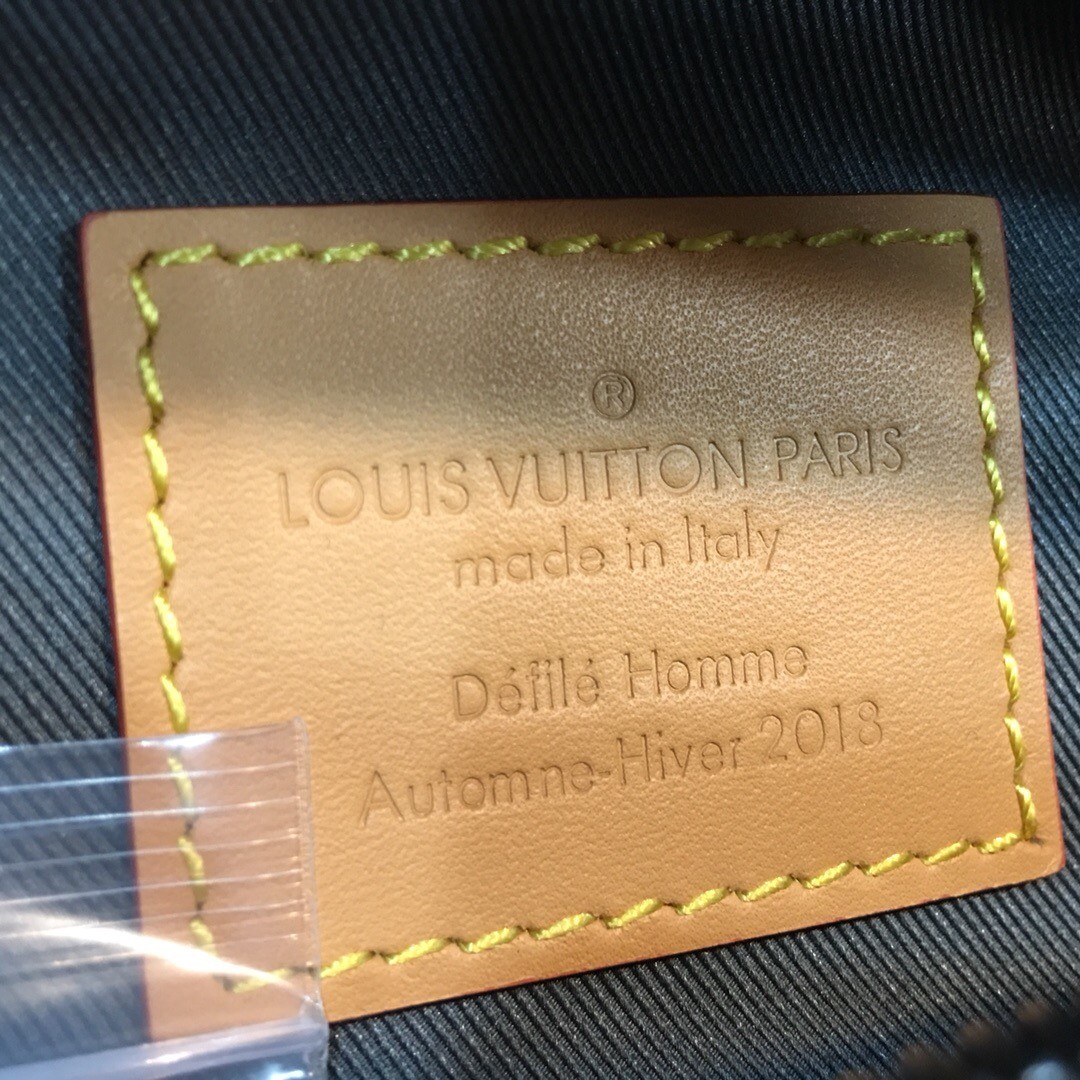 ®
LOUIS VUITTON PARIS
made in Italy
Défilé Homme
Automne-Hiver 2018